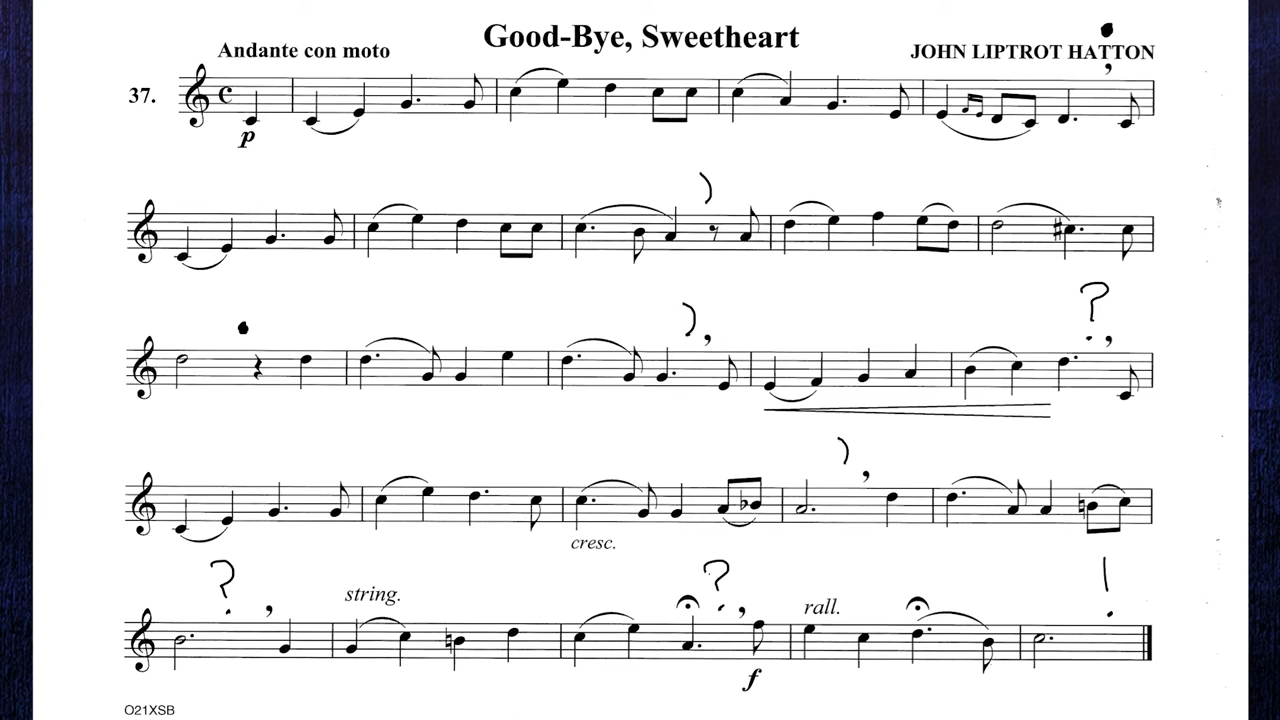 Good-Bye, Sweetheart
Andante con moto
JOHN LIPTROT HATTON
37.
p
?
cresc.
?
?
string.
rall.
f
!
O21XSB